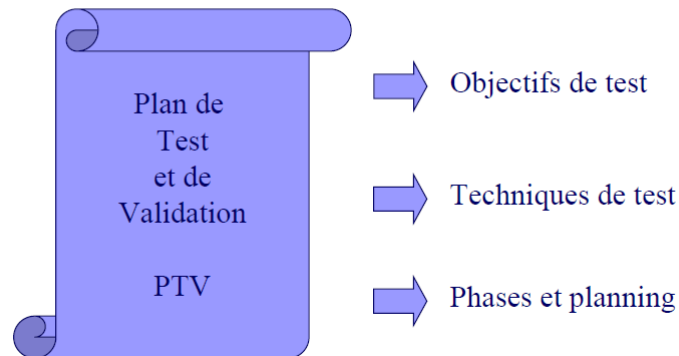 Plan de
Test
et de
Validation
PTV
Objectifs de test
Techniques de test
Phases et planning